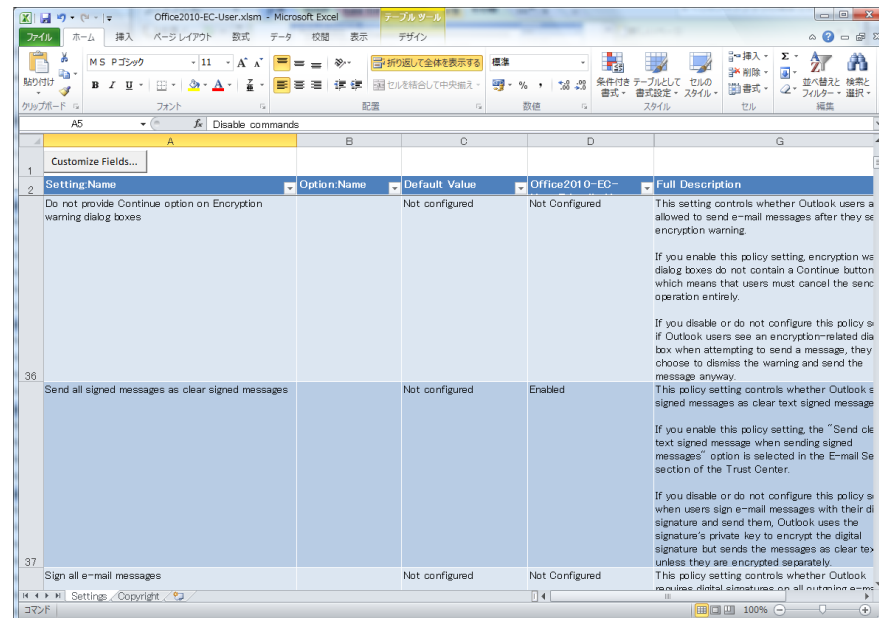 Office2010-EC-User.xlsm - Microsoft Excel
テーブル ツール
ファイル ホーム 挿入 ページ レイアウト 数式 データ 校閲 表示 デザイン
貼り付け
MS Pゴシック 11
B I U
折り返して全体を表示する
セルを結合して中央揃え
標準
% ,
条件付き書式
テーブルとして書式設定
セルのスタイル
挿入
削除
書式
Σ
並べ替えとフィルター
検索と選択
クリップボード フォント 配置 数値 スタイル セル 編集
A5 fx Disable commands
A B C D G
1 Customize Fields...
2 Setting:Name Option:Name Default Value Office2010-EC- Full Description
Do not provide Continue option on Encryption Not configured Not Configured This setting controls whether Outlook users a
warning dialog boxes allowed to send e-mail messages after they se
encryption warning.
If you enable this policy setting, encryption wa
dialog boxes do not contain a Continue button
which means that users must cancel the senc
operation entirely.
If you disable or do not configure this policy s
if Outlook users see an encryption-related dia
box when attempting to send a message, they
choose to dismiss the warning and send the
36 message anyway.
Send all signed messages as clear signed messages Not configured Enabled This policy setting controls whether Outlook s
signed messages as clear text signed message
If you enable this policy setting, the "Send cle
text signed message when sending signed
messages" option is selected in the E-mail Se
section of the Trust Center.
If you disable or do not configure this policy s
when users sign e-mail messages with their di
signature and send them, Outlook uses the
signature's private key to encrypt the digital
signature but sends the messages as clear tex
37 unless they are encrypted separately.
Sign all e-mail messages Not configured Not Configured This policy setting controls whether Outlook
requires digital signatures on all outgoing e-ma
Settings Copyright
コマンド 100%